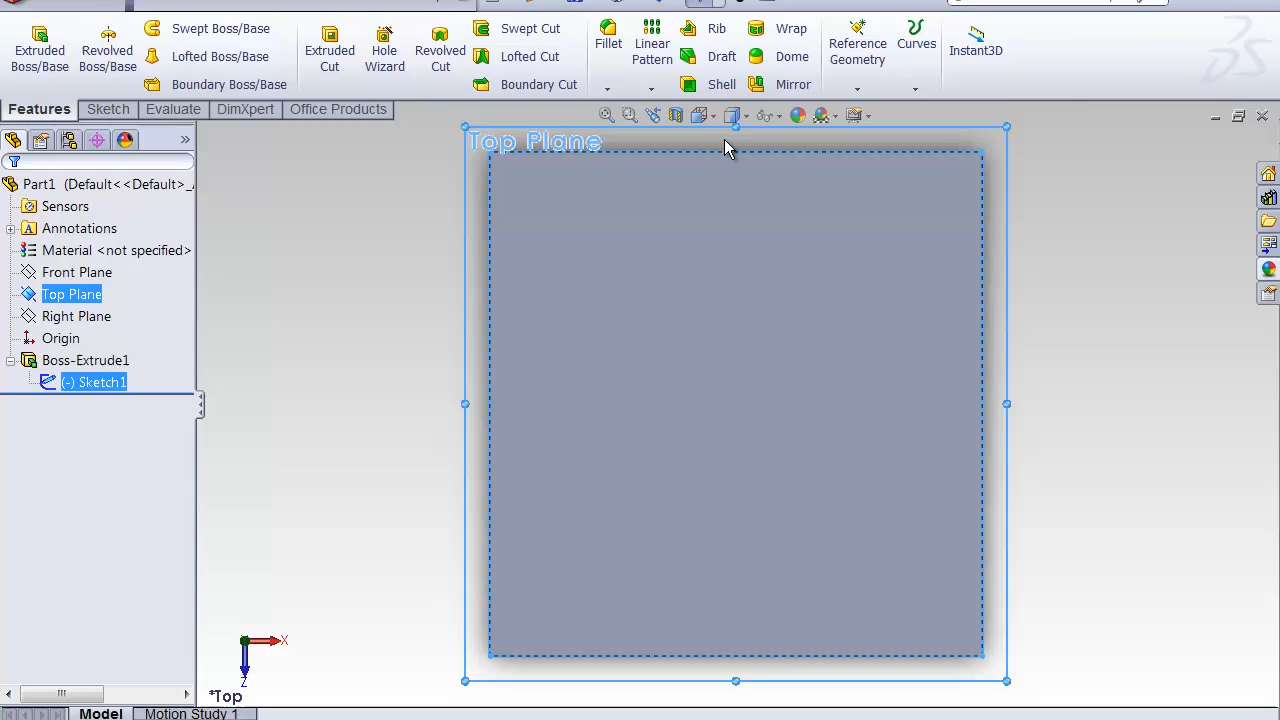 Extruded Boss/Base
Revolved Boss/Base
Swept Boss/Base
Lofted Boss/Base
Boundary Boss/Base
Extruded Cut
Hole Wizard
Revolved Cut
Swept Cut
Lofted Cut
Boundary Cut
Fillet
Linear Pattern
Rib
Draft
Shell
Wrap
Dome
Mirror
Reference Geometry
Curves
Instant3D
Features
Sketch
Evaluate
DimXpert
Office Products
Part1 (Default<<Default>_
Sensors
Annotations
Material <not specified>
Front Plane
Top Plane
Right Plane
Origin
Boss-Extrude1
(-) Sketch1
Top Plane
X
Z
*Top
Model
Motion Study 1